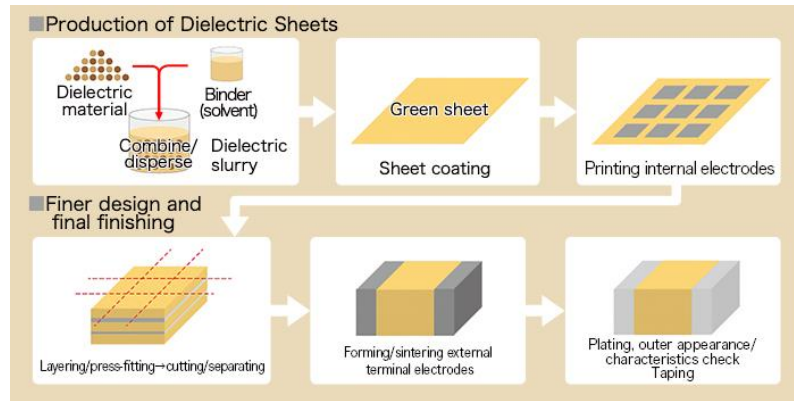 Production of Dielectric Sheets
Dielectric
material
Binder
(solvent)
Combine/
disperse
Dielectric
slurry
Green sheet
Sheet coating
Printing internal electrodes
Finer design and
final finishing
Layering/press-fitting→cutting/separating
Forming/sintering external
terminal electrodes
Plating, outer appearance/
characteristics check
Taping